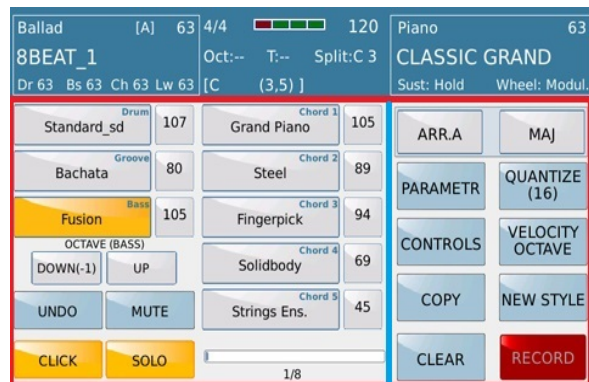 Ballad [A] 63 4/4 120 Piano 63
8BEAT_1 Oct:-- T:-- Split:C 3 CLASSIC GRAND
Dr 63 Bs 63 Ch 63 Lw 63 [C (3,5) ] Sust: Hold Wheel: Modul.
Drum
Standard_sd 107
Groove
Bachata 80
Bass
Fusion 105
OCTAVE (BASS)
DOWN(-1) UP
UNDO MUTE
CLICK SOLO
Chord 1
Grand Piano 105
Chord 2
Steel 89
Chord 3
Fingerpick 94
Chord 4
Solidbody 69
Chord 5
Strings Ens. 45
1/8
ARR.A MAJ
PARAMETR QUANTIZE
(16)
CONTROLS VELOCITY
OCTAVE
COPY NEW STYLE
CLEAR RECORD